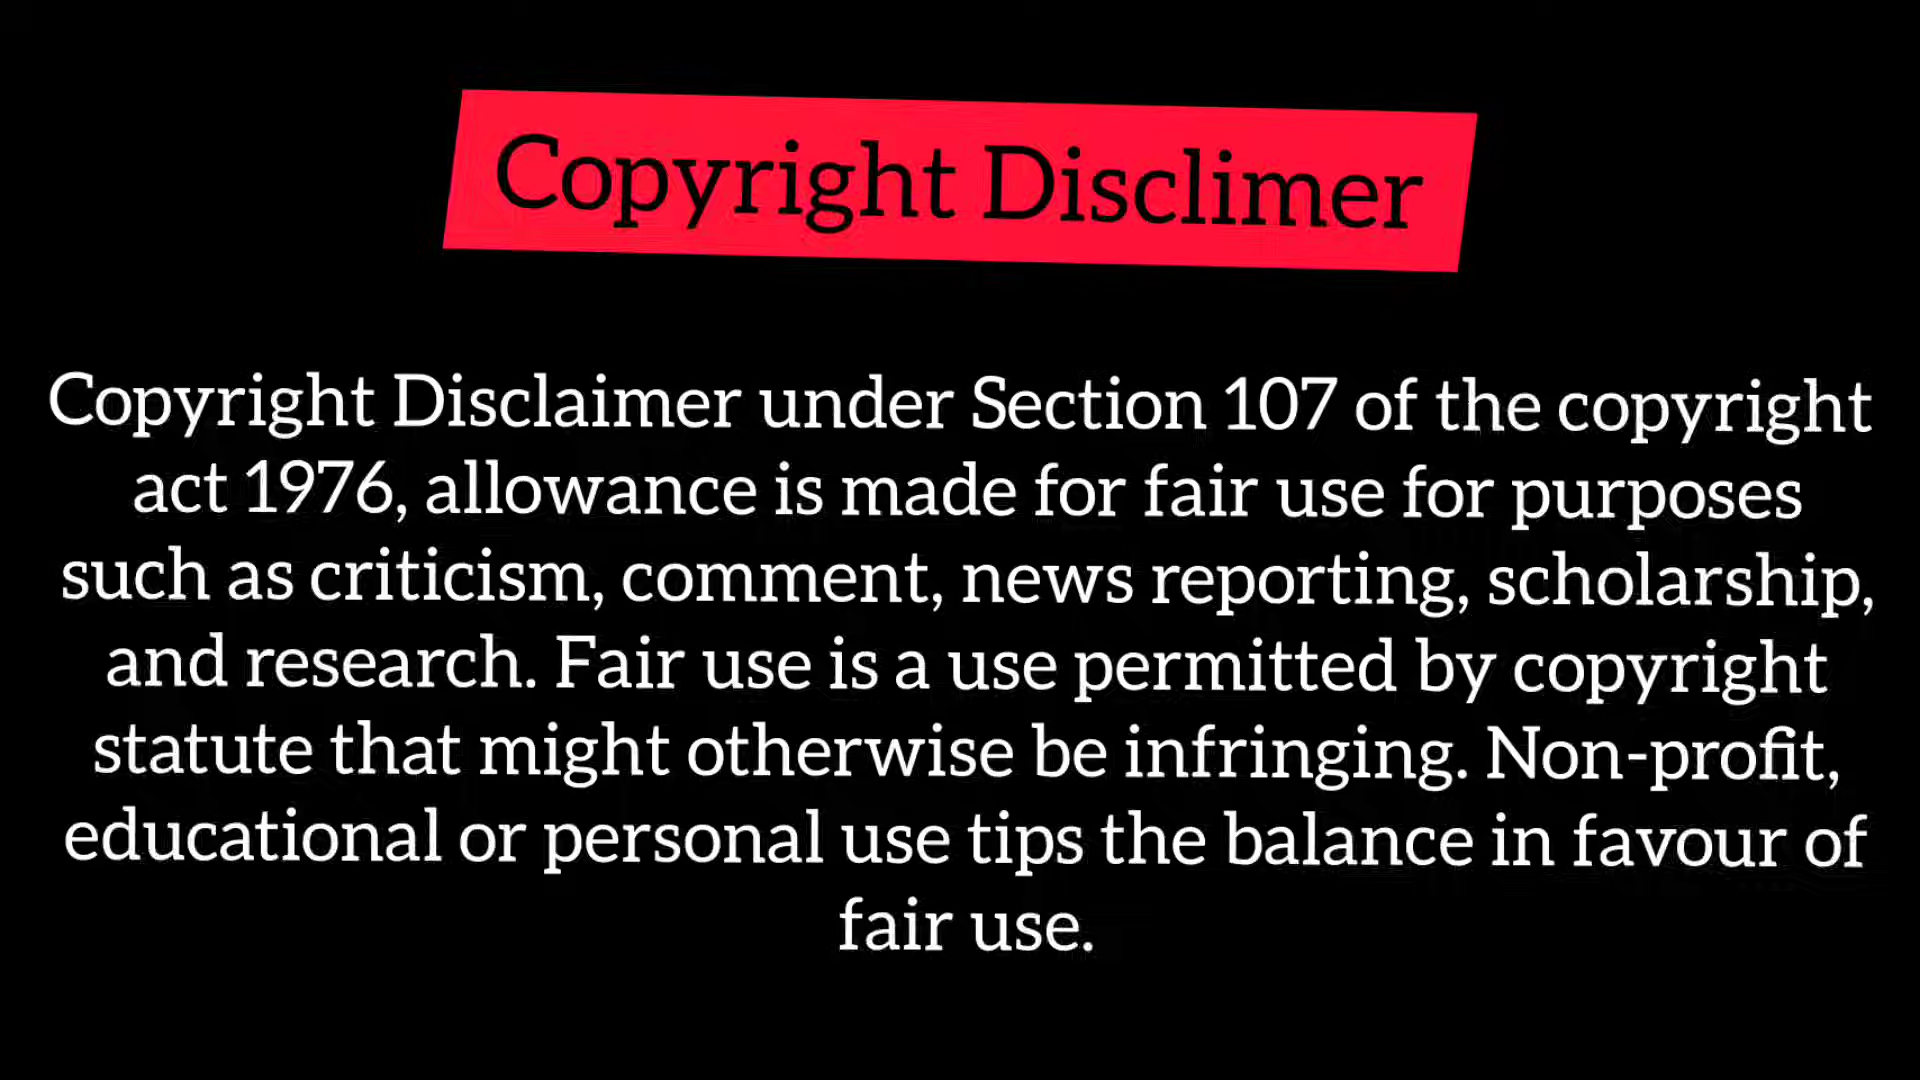 Copyright Disclimer
Copyright Disclaimer under Section 107 of the copyright
act 1976, allowance is made for fair use for purposes
such as criticism, comment, news reporting, scholarship,
and research. Fair use is a use permitted by copyright
statute that might otherwise be infringing. Non-profit,
educational or personal use tips the balance in favour of
fair use.